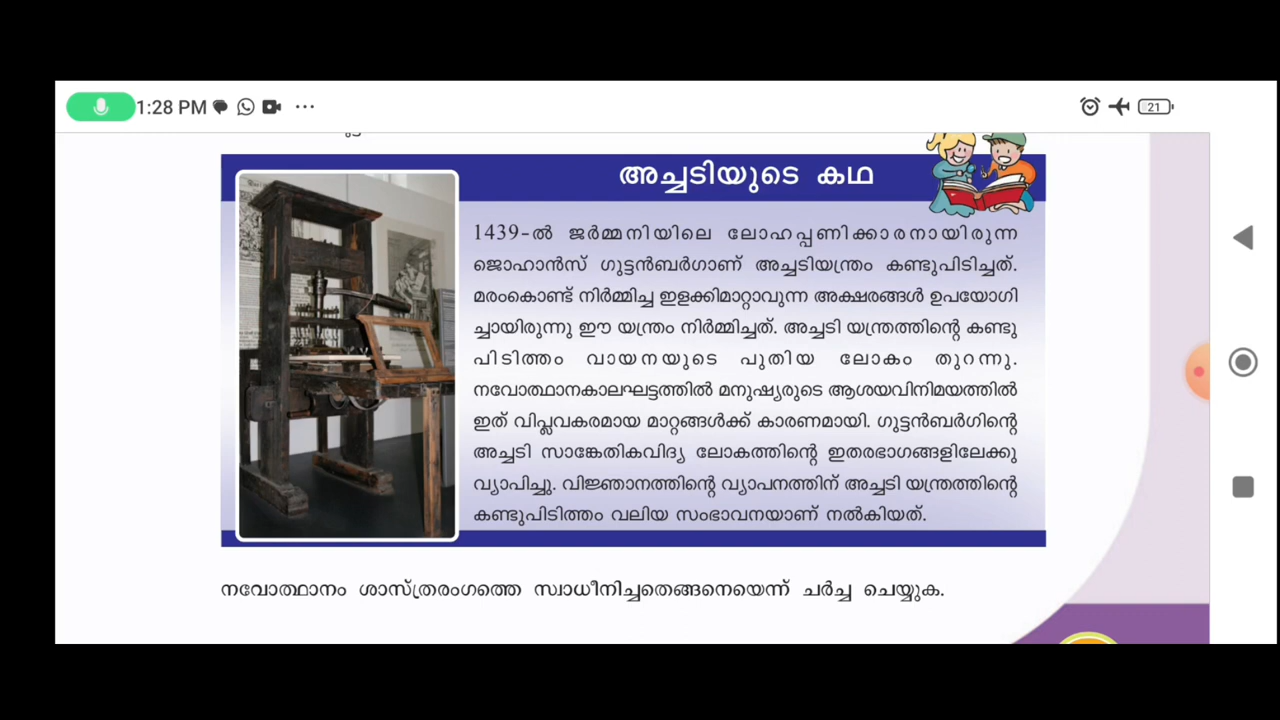 1:28 PM
21
അച്ചടിയുടെ കഥ
1439-ൽ ജർമ്മനിയിലെ ലോഹപ്പണിക്കാരനായിരുന്ന
ജൊഹാൻസ് ഗുട്ടൻബർഗാണ് അച്ചടിയന്ത്രം കണ്ടുപിടിച്ചത്.
മരംകൊണ്ട് നിർമ്മിച്ച ഇളക്കിമാറ്റാവുന്ന അക്ഷരങ്ങൾ ഉപയോഗി
ച്ചായിരുന്നു ഈ യന്ത്രം നിർമ്മിച്ചത്. അച്ചടി യന്ത്രത്തിന്റെ കണ്ടു
പിടിത്തം വായനയുടെ പുതിയ ലോകം തുറന്നു.
നവോത്ഥാനകാലഘട്ടത്തിൽ മനുഷ്യരുടെ ആശയവിനിമയത്തിൽ
ഇത് വിപ്ലവകരമായ മാറ്റങ്ങൾക്ക് കാരണമായി. ഗുട്ടൻബർഗിന്റെ
അച്ചടി സാങ്കേതികവിദ്യ ലോകത്തിന്റെ ഇതരഭാഗങ്ങളിലേക്കു
വ്യാപിച്ചു. വിജ്ഞാനത്തിന്റെ വ്യാപനത്തിന് അച്ചടി യന്ത്രത്തിന്റെ
കണ്ടുപിടിത്തം വലിയ സംഭാവനയാണ് നൽകിയത്.
നവോത്ഥാനം ശാസ്ത്രരംഗത്തെ സ്വാധീനിച്ചതെങ്ങനെയെന്ന് ചർച്ച ചെയ്യുക.